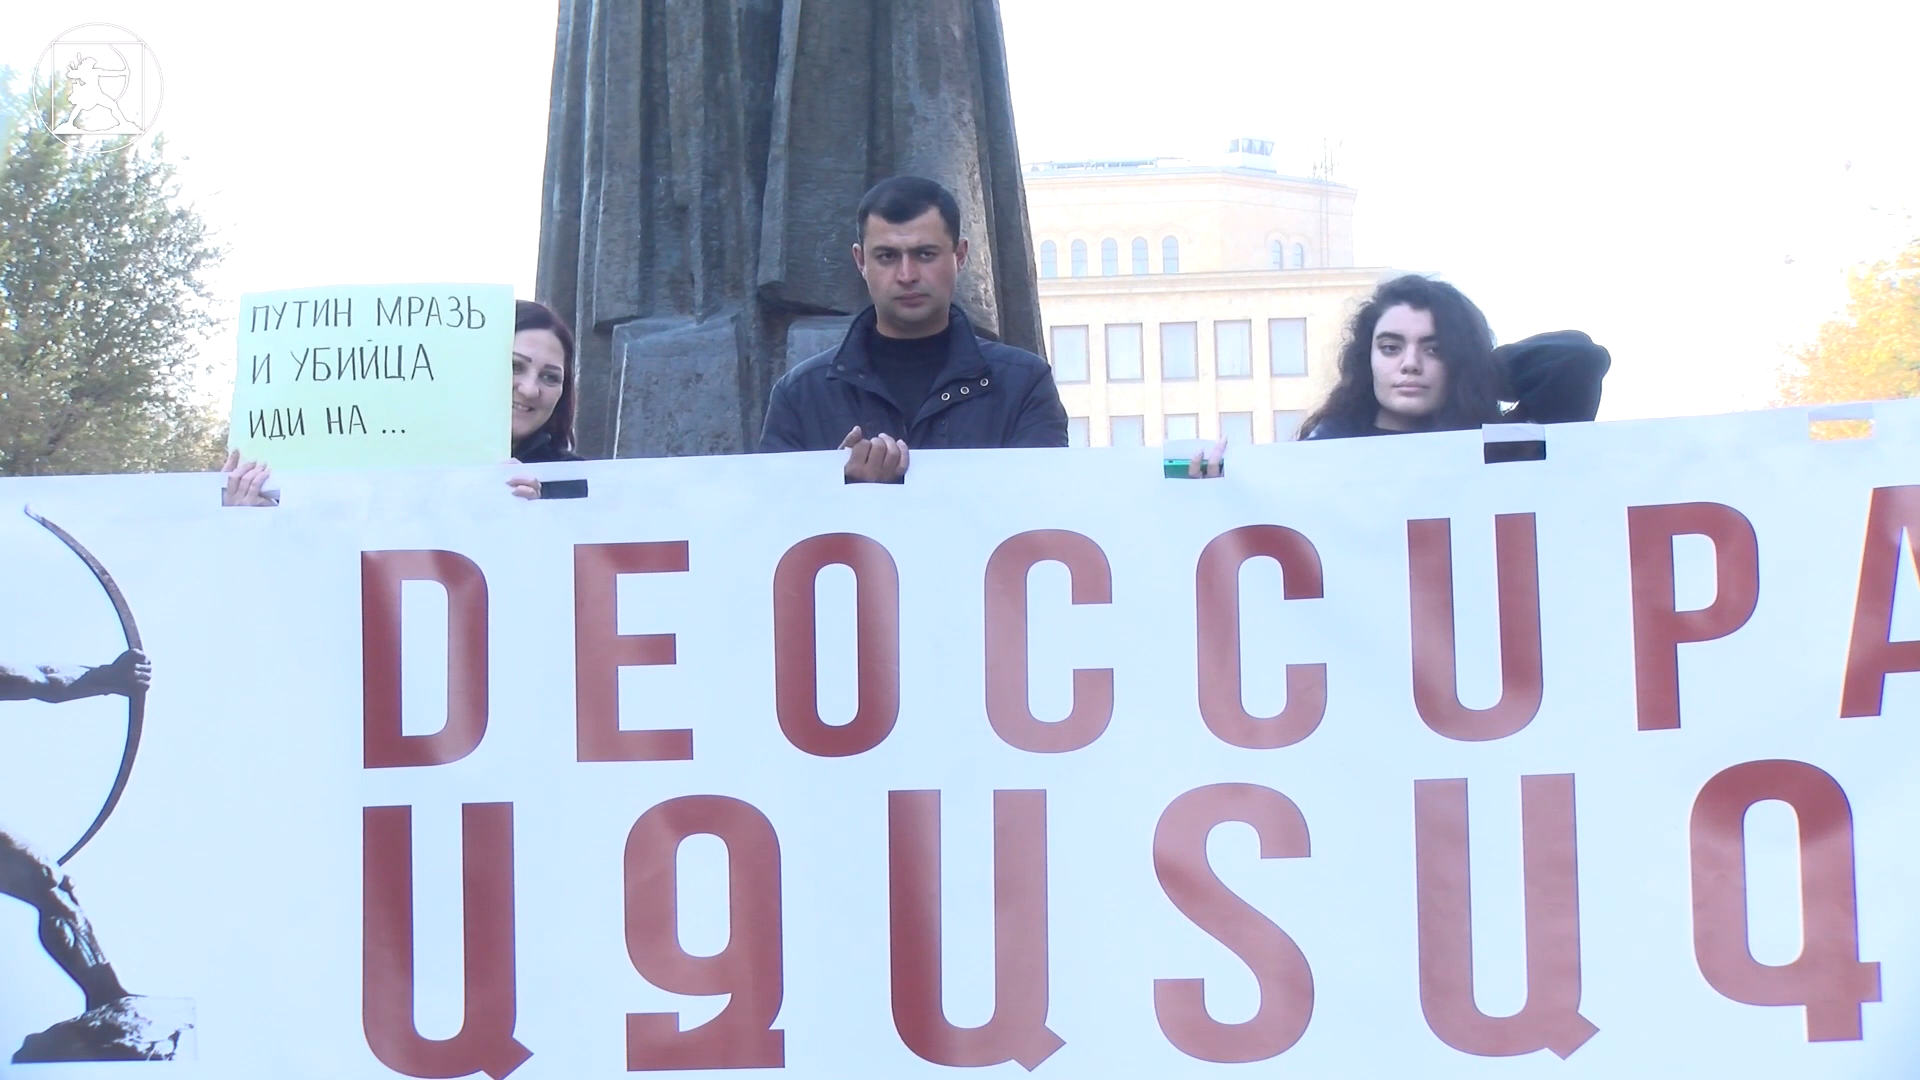 ПУТИН МРАЗЬ
И УБИЙЦА
ИДИ НА ...
DEOCCUPA
ԱԶԱՏԱԳ